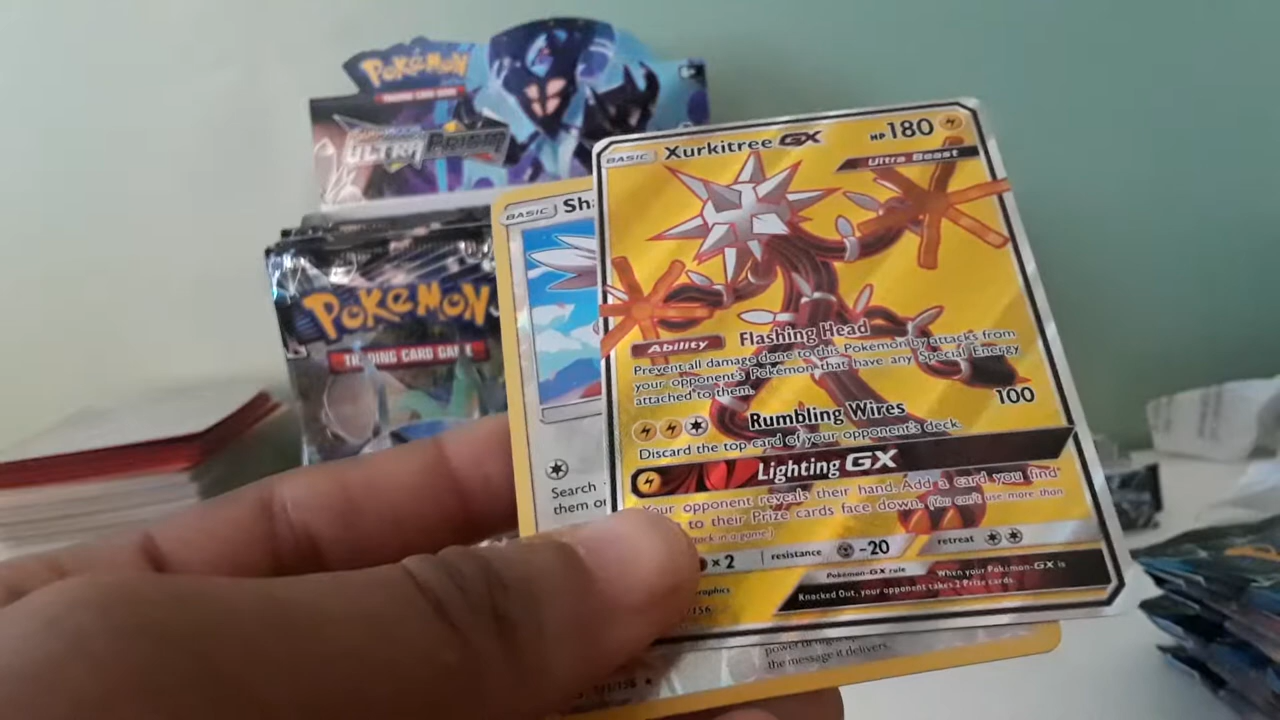 POKéMON
TRADING CARD GAME
ULTRA PRISM
POKéMON
TRADING CARD GAME
BASIC
Sh
Search
them
BASIC
Xurkitree GX
HP 180
Ultra Beast
Ability
Flashing Head
Prevent all damage done to this Pokémon by attacks from
your opponent's Pokémon that have any Special Energy
attached to them.
Rumbling Wires
100
Discard the top card of your opponent's deck.
Lighting GX
Your opponent reveals their hand. Add a card you find
to their Prize cards face down. (You can't use more than
in a game.)
×2
resistance
-20
retreat
Pokémon-GX rule
When your Pokémon-GX is
Knocked Out, your opponent takes 2 Prize cards.
/156
the message it delivers.